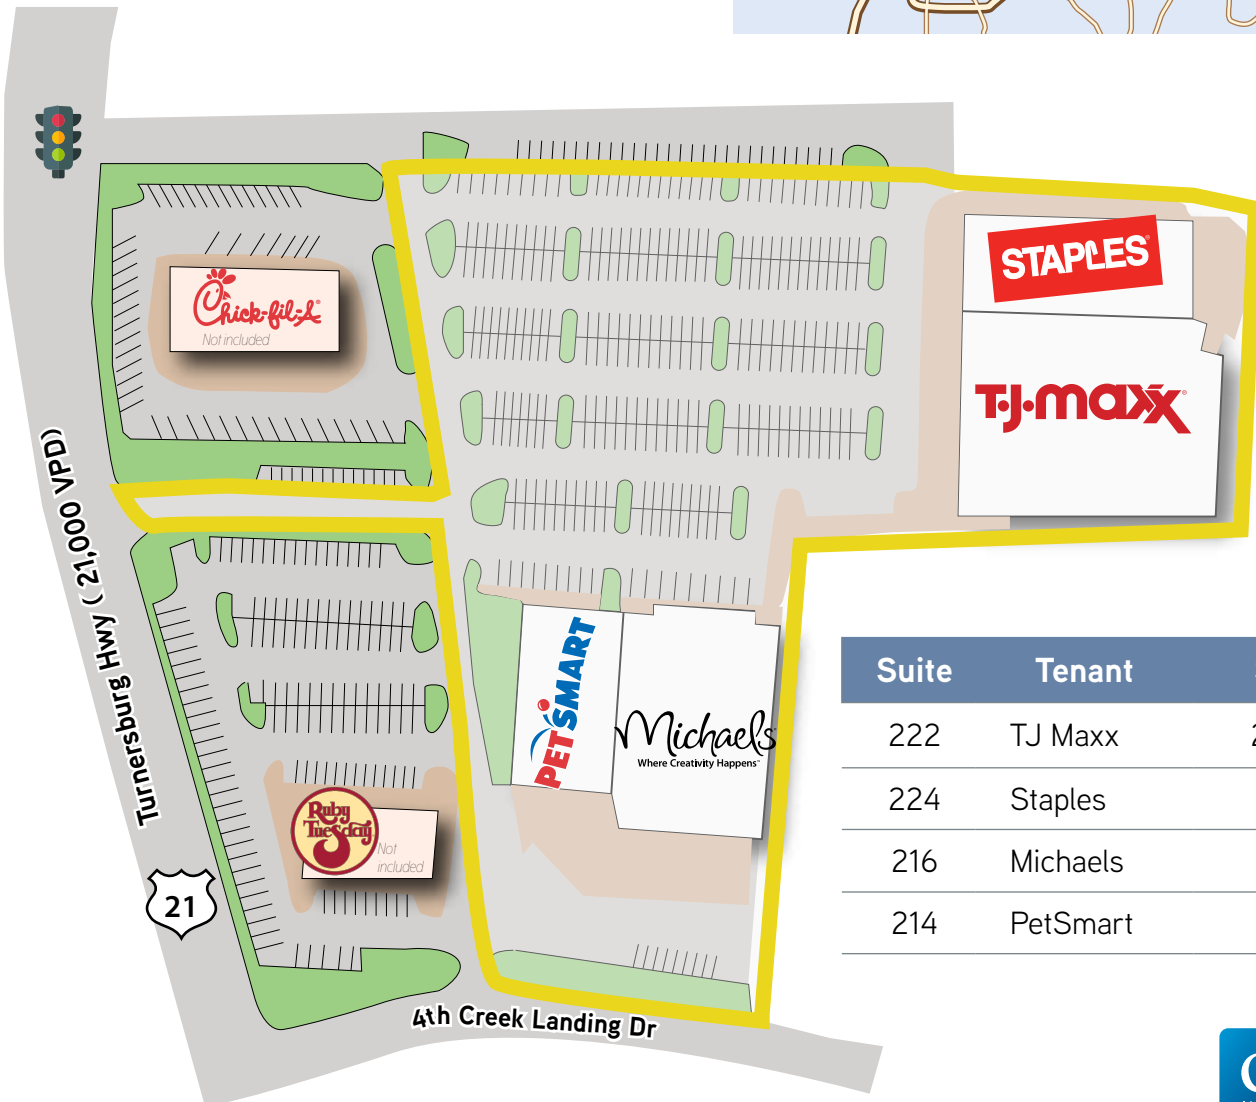 STAPLES
Chick-fil-A
Not included
T·J·maxx
Turnersburg Hwy ( 21,000 VPD)
PETSMART
Michaels
Where Creativity Happens™
Suite Tenant
222 TJ Maxx
224 Staples
216 Michaels
214 PetSmart
Ruby
Tuesday
Not
included
21
4th Creek Landing Dr